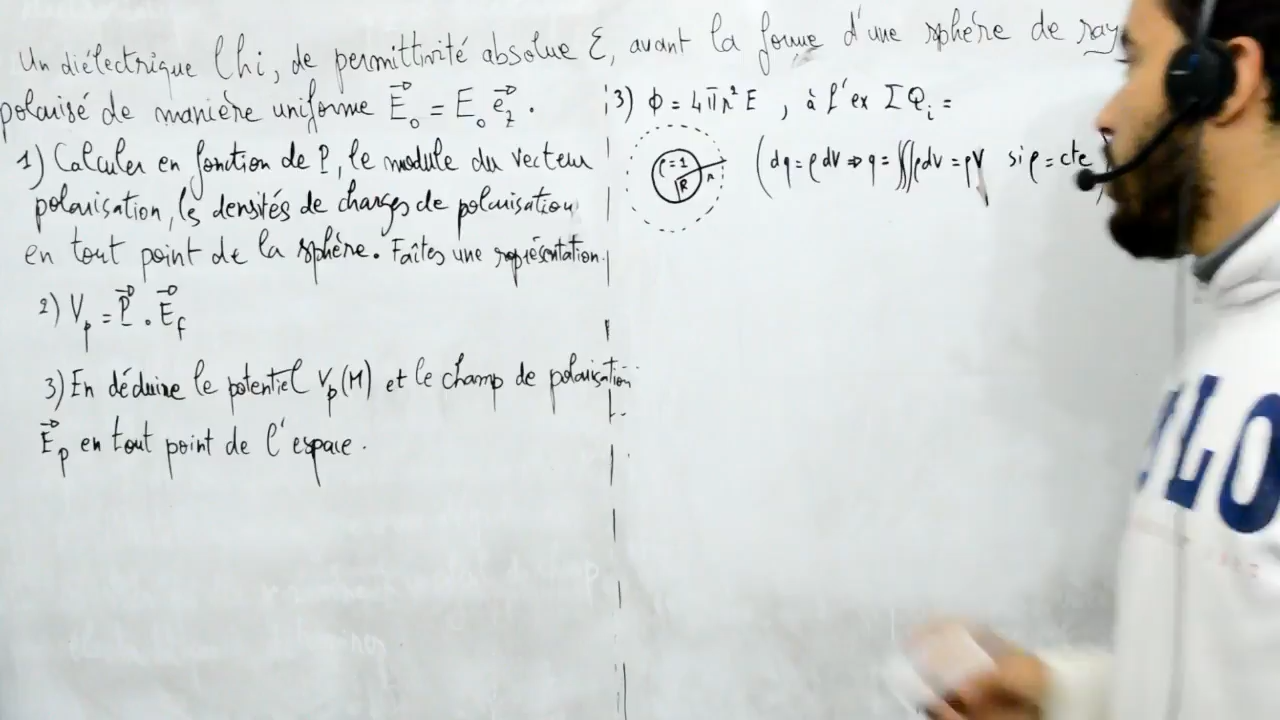 Un diélectrique lhi, de permittivité absolue ε, ayant la forme d'une sphère de ray
polarisé de manière uniforme E⃗₀ = E₀ e⃗z .
1) Calculer en fonction de P, le module du vecteur
polarisation, les densités de charges de polarisation
en tout point de la sphère. Faîtes une représentation.
2) Vp = P⃗ . E⃗f
3) En déduire le potentiel Vp(M) et le champ de polarisation
E⃗p en tout point de l'espace .
3) ϕ = 4πr² E , à l'ex ΣQi =
ρ=1
R
r
(dq = ρdV ⇒ q = ∭ρdv = ρV si ρ = cte )
LO